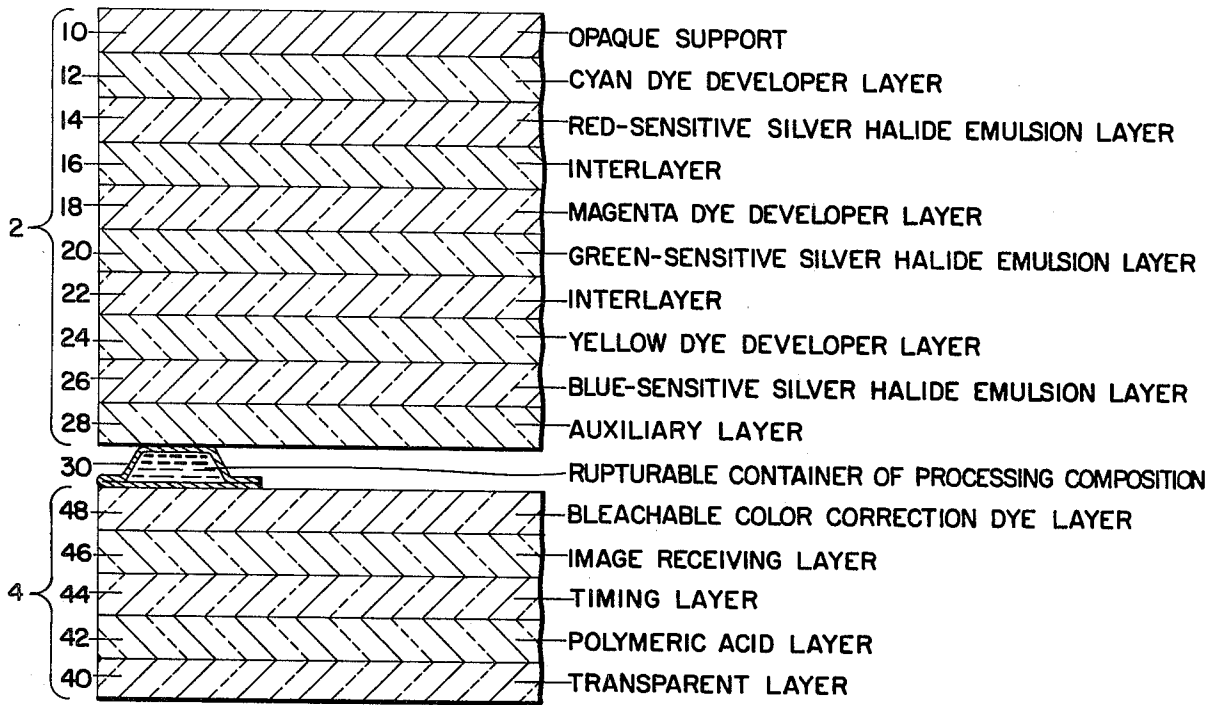 10 OPAQUE SUPPORT
12 CYAN DYE DEVELOPER LAYER
14 RED-SENSITIVE SILVER HALIDE EMULSION LAYER
16 INTERLAYER
18 MAGENTA DYE DEVELOPER LAYER
2
20 GREEN-SENSITIVE SILVER HALIDE EMULSION LAYER
22 INTERLAYER
24 YELLOW DYE DEVELOPER LAYER
26 BLUE-SENSITIVE SILVER HALIDE EMULSION LAYER
28 AUXILIARY LAYER
30 RUPTURABLE CONTAINER OF PROCESSING COMPOSITION
48 BLEACHABLE COLOR CORRECTION DYE LAYER
46 IMAGE RECEIVING LAYER
4 44 TIMING LAYER
42 POLYMERIC ACID LAYER
40 TRANSPARENT LAYER